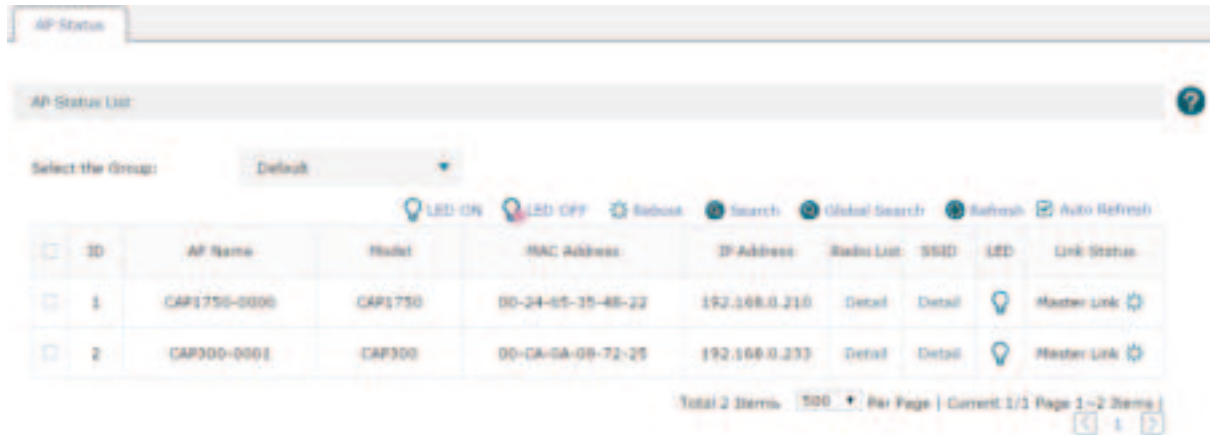 AP Status
AP Status List
?
Select the Group: Default
LED ON LED OFF Reboot Search Global Search Refresh Auto Refresh
ID AP Name Model MAC Address IP Address Radio List SSID LED Link Status
1 CAP1750-0000 CAP1750 00-24-65-35-48-22 192.168.0.210 Detail Detail Master Link
2 CAP300-0001 CAP300 00-CA-0A-09-72-25 192.168.0.233 Detail Detail Master Link
Total 2 Items. 500 Per Page | Current 1/1 Page 1~2 Items |
< 1 >